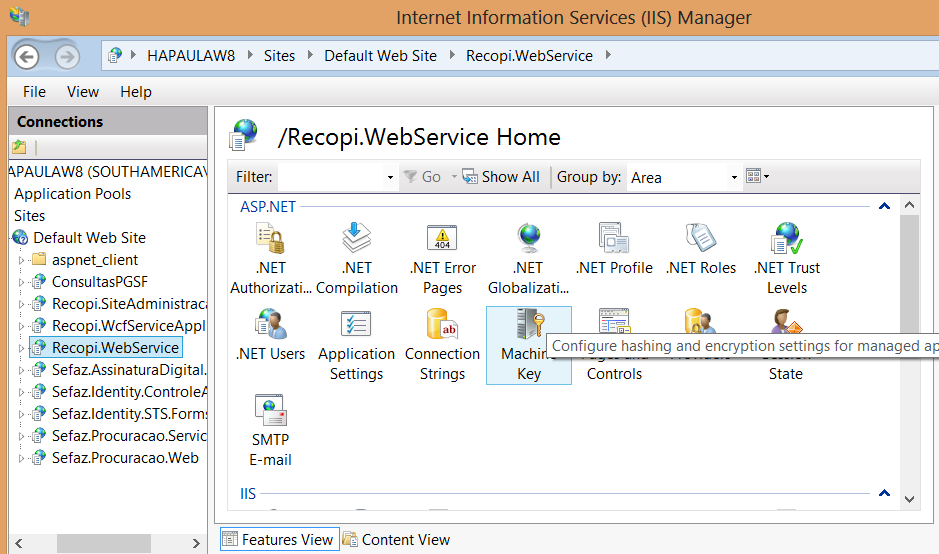 Internet Information Services (IIS) Manager
HAPAULAW8 Sites Default Web Site Recopi.WebService
File View Help
Connections
APAULAW8 (SOUTHAMERICA\
Application Pools
Sites
Default Web Site
aspnet_client
ConsultasPGSF
Recopi.SiteAdministraca
Recopi.WcfServiceAppl
Recopi.WebService
Sefaz.AssinaturaDigital.
Sefaz.Identity.ControleA
Sefaz.Identity.STS.Forms
Sefaz.Procuracao.Servic
Sefaz.Procuracao.Web
/Recopi.WebService Home
Filter: Go Show All Group by: Area
ASP.NET
.NET Authorizati...
.NET Compilation
404
.NET Error Pages
.NET Globalizati...
.NET Profile
.NET Roles
.NET Trust Levels
.NET Users
Application Settings
ab
Connection Strings
Machine Key
Configure hashing and encryption settings for managed ap
Pages and Controls
Providers
Session State
SMTP E-mail
IIS
Features View Content View